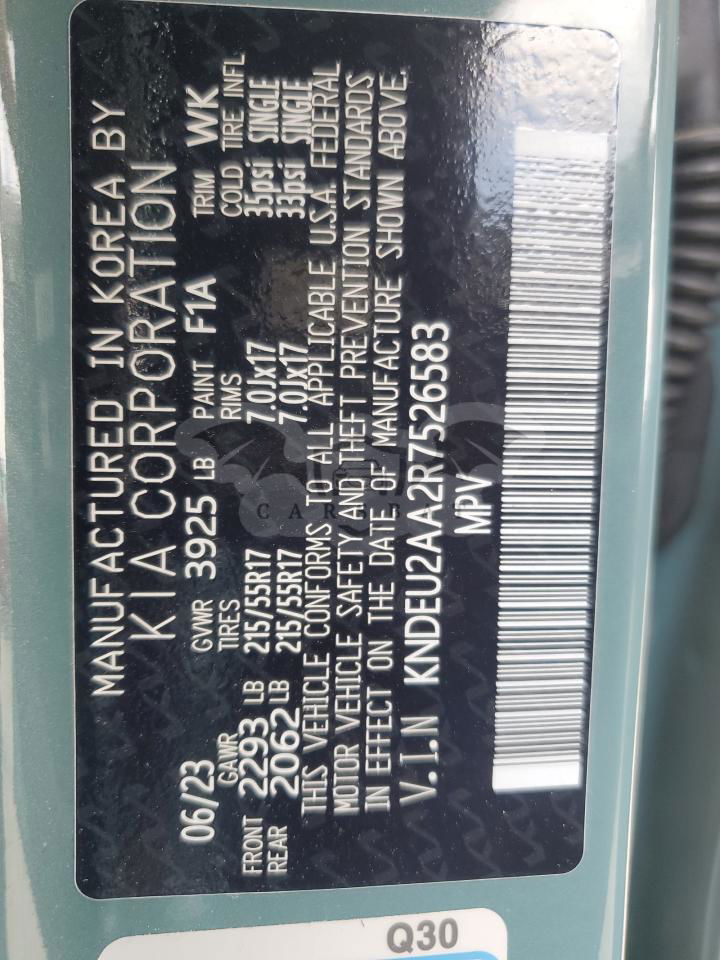 MANUFACTURED IN KOREA BY
KIA CORPORATION
06/23 GVWR 3925 LB PAINT F1A TRIM WK
GAWR TIRES RIMS COLD TIRE INFL
FRONT 2293 LB 215/55R17 7.0Jx17 35psi SINGLE
REAR 2062 LB 215/55R17 7.0Jx17 33psi SINGLE
THIS VEHICLE CONFORMS TO ALL APPLICABLE U.S.A. FEDERAL
MOTOR VEHICLE SAFETY AND THEFT PREVENTION STANDARDS
IN EFFECT ON THE DATE OF MANUFACTURE SHOWN ABOVE.
V.I.N KNDEU2AA2R7526583
MPV
Q30